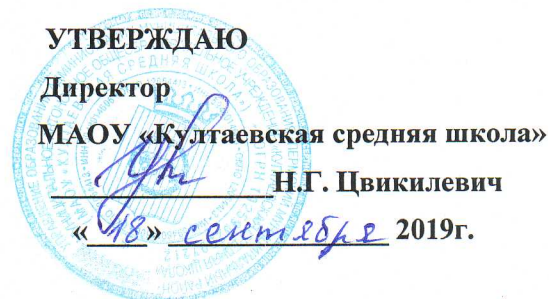 УТВЕРЖДАЮ
Директор
МАОУ «Култаевская средняя школа»
Н.Г. Цвикилевич
«18» сентября 2019г.